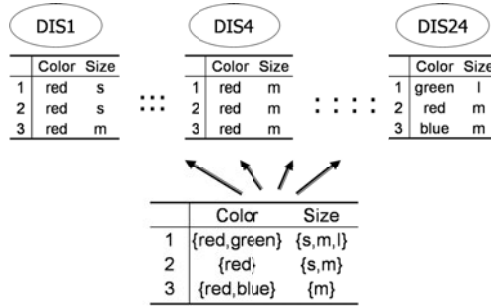 DIS1 DIS4 DIS24
Color Size Color Size Color Size
1 red s 1 red m 1 green l
2 red s 2 red m 2 red m
3 red m 3 red m 3 blue m
Color Size
1 {red,green} {s,m,l}
2 {red} {s,m}
3 {red,blue} {m}